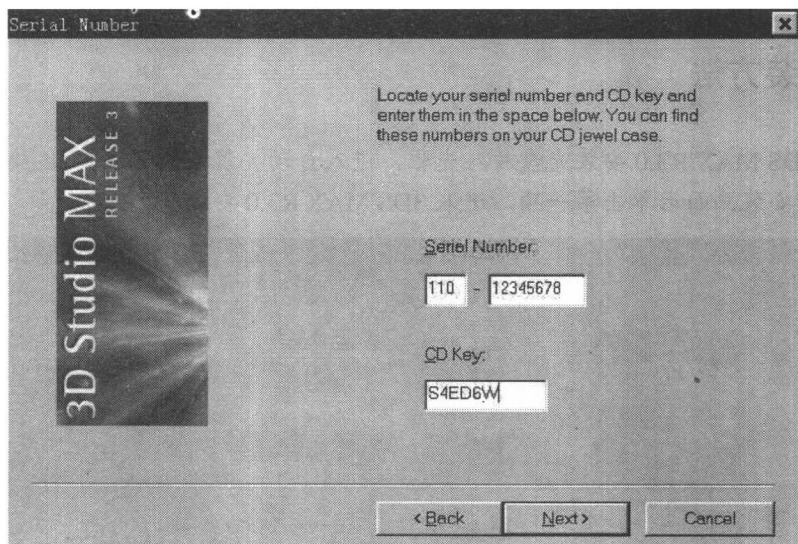 Serial Number
3D Studio MAX
RELEASE 3
Locate your serial number and CD key and
enter them in the space below. You can find
these numbers on your CD jewel case.
Serial Number:
110 - 12345678
CD Key:
S4ED6W
< Back
Next >
Cancel